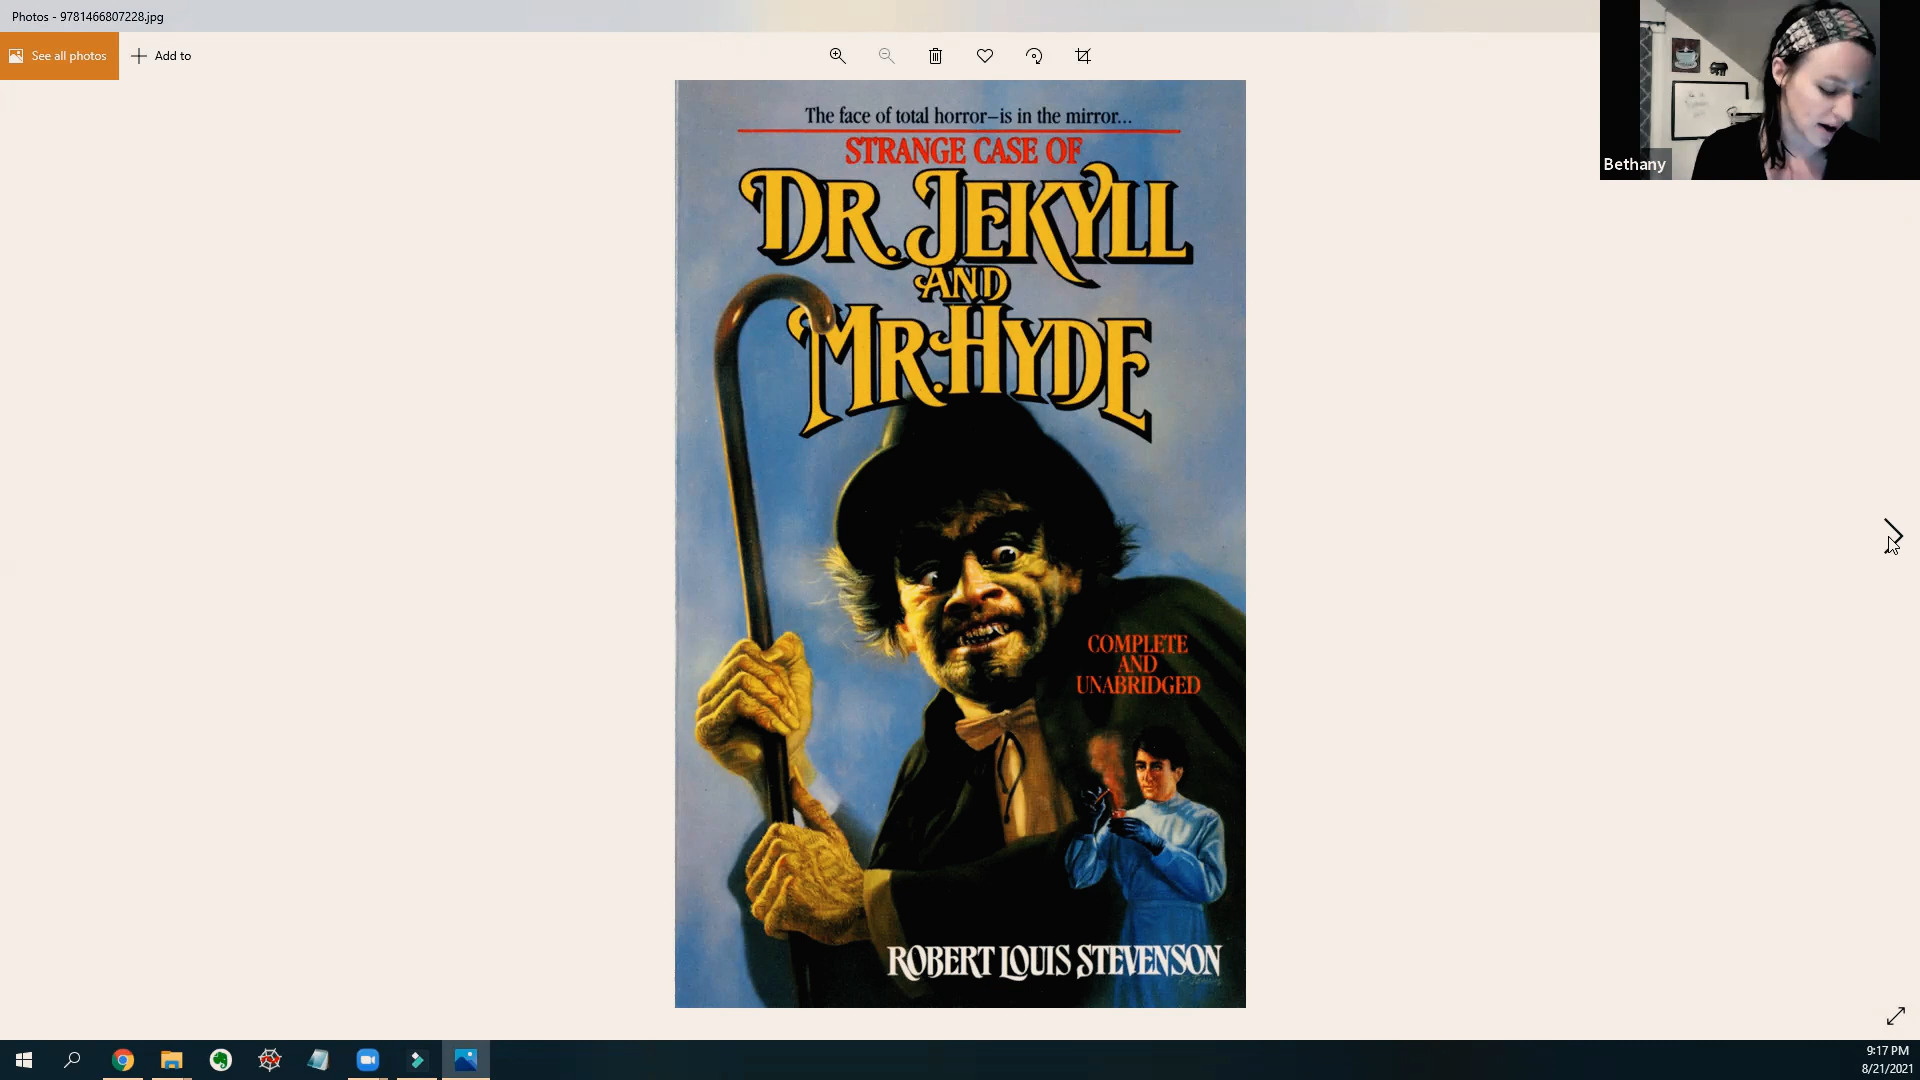 Photos - 9781466807228.jpg
See all photos
Add to
Bethany
The face of total horror–is in the mirror...
STRANGE CASE OF
DR. JEKYLL
AND
MR. HYDE
COMPLETE
AND
UNABRIDGED
ROBERT LOUIS STEVENSON
9:17 PM
8/21/2021